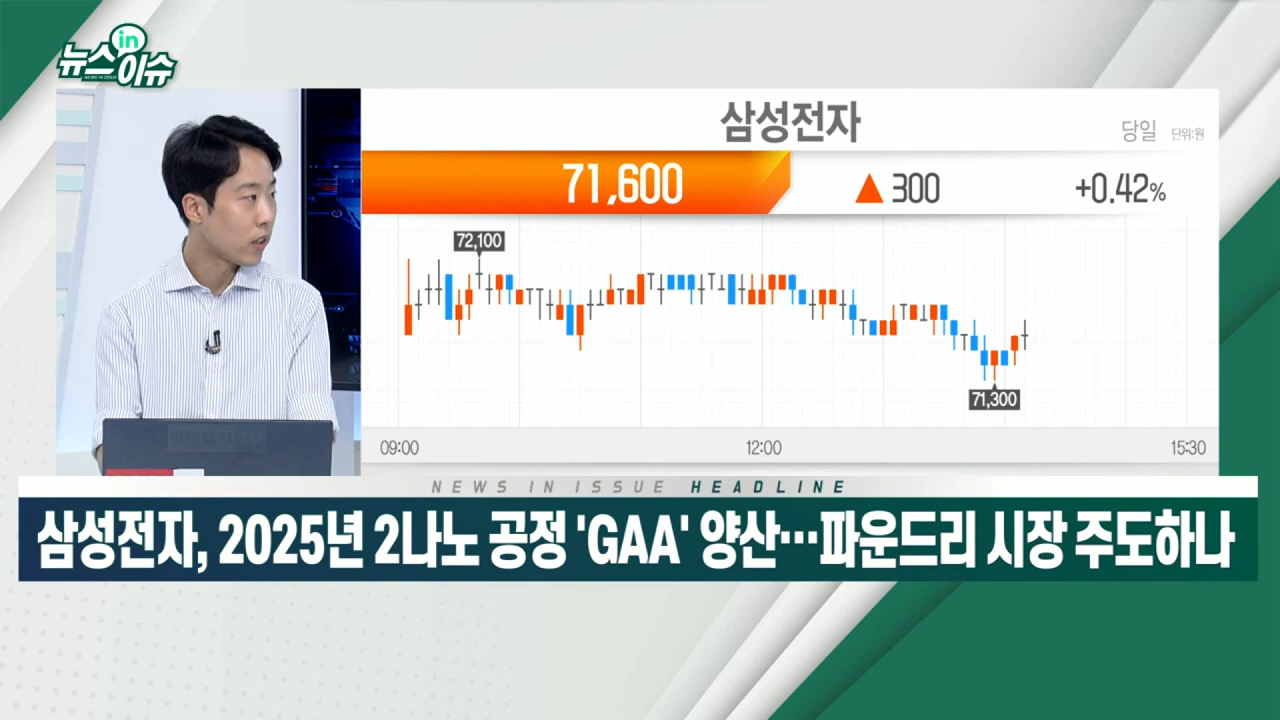 뉴스in이슈
NEWS IN ISSUE
삼성전자
당일 단위:원
71,600 ▲ 300 +0.42%
72,100
71,300
09:00 12:00 15:30
NEWS IN ISSUE HEADLINE
삼성전자, 2025년 2나노 공정 'GAA' 양산…파운드리 시장 주도하나